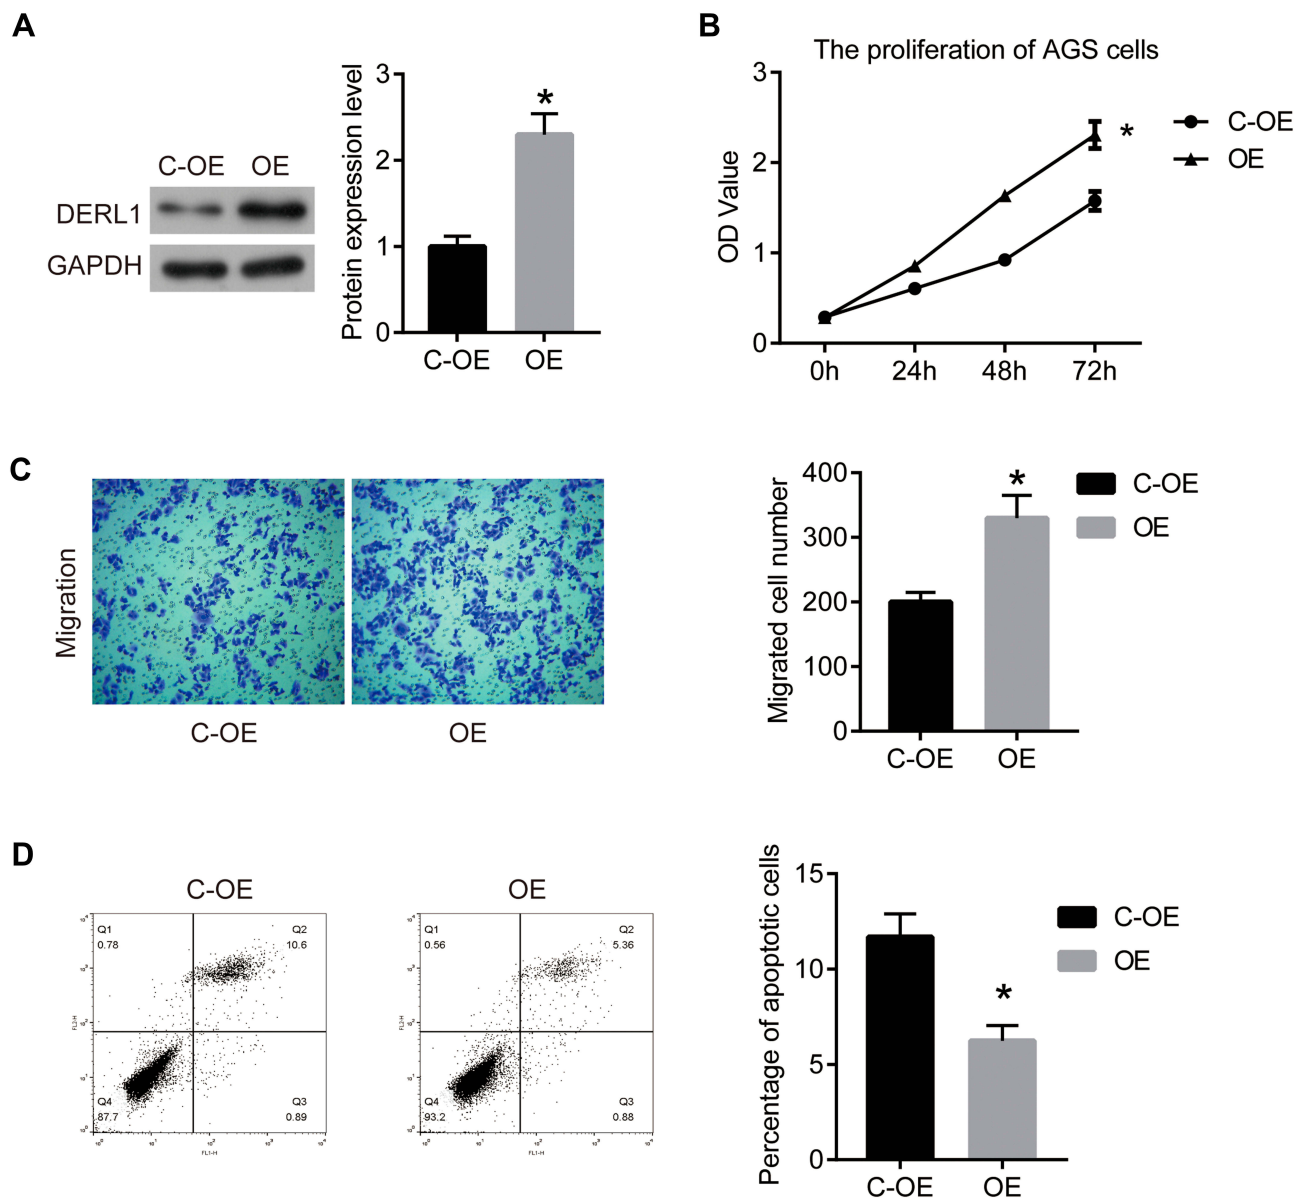 A
C-OE OE
DERL1
GAPDH
Protein expression level
3
2
1
0
C-OE OE
*
B
The proliferation of AGS cells
OD Value
3
2
1
0
0h 24h 48h 72h
*
C-OE
OE
C
Migration
C-OE OE
Migrated cell number
400
300
200
100
0
C-OE OE
*
C-OE
OE
D
C-OE
Q1
0.78
Q2
10.6
Q4
87.7
Q3
0.89
FL2-H
FL1-H
OE
Q1
0.56
Q2
5.36
Q4
93.2
Q3
0.88
FL2-H
FL1-H
Percentage of apoptotic cells
15
10
5
0
C-OE OE
*
C-OE
OE